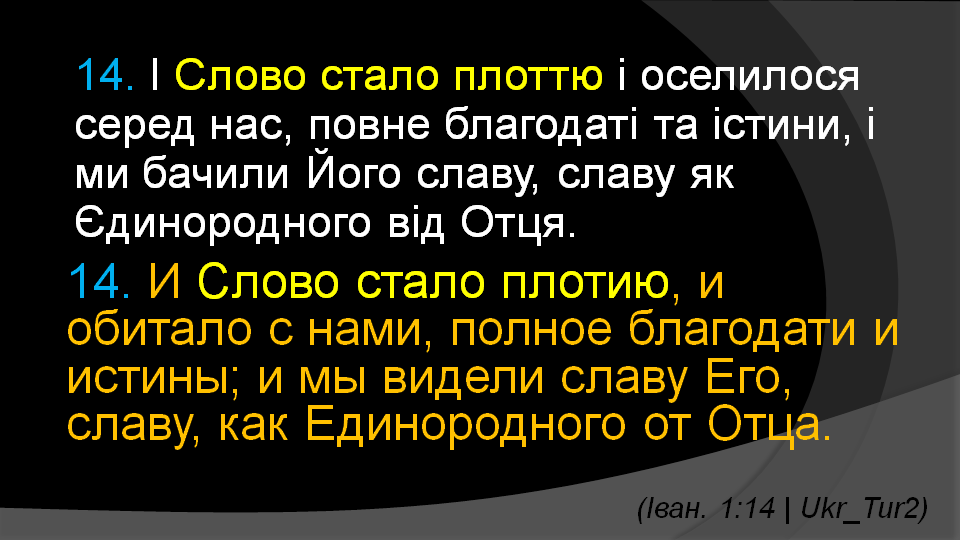 14. І Слово стало плоттю і оселилося
серед нас, повне благодаті та істини, і
ми бачили Його славу, славу як
Єдинородного від Отця.
14. И Слово стало плотию, и
обитало с нами, полное благодати и
истины; и мы видели славу Его,
славу, как Единородного от Отца.
(Іван. 1:14 | Ukr_Tur2)